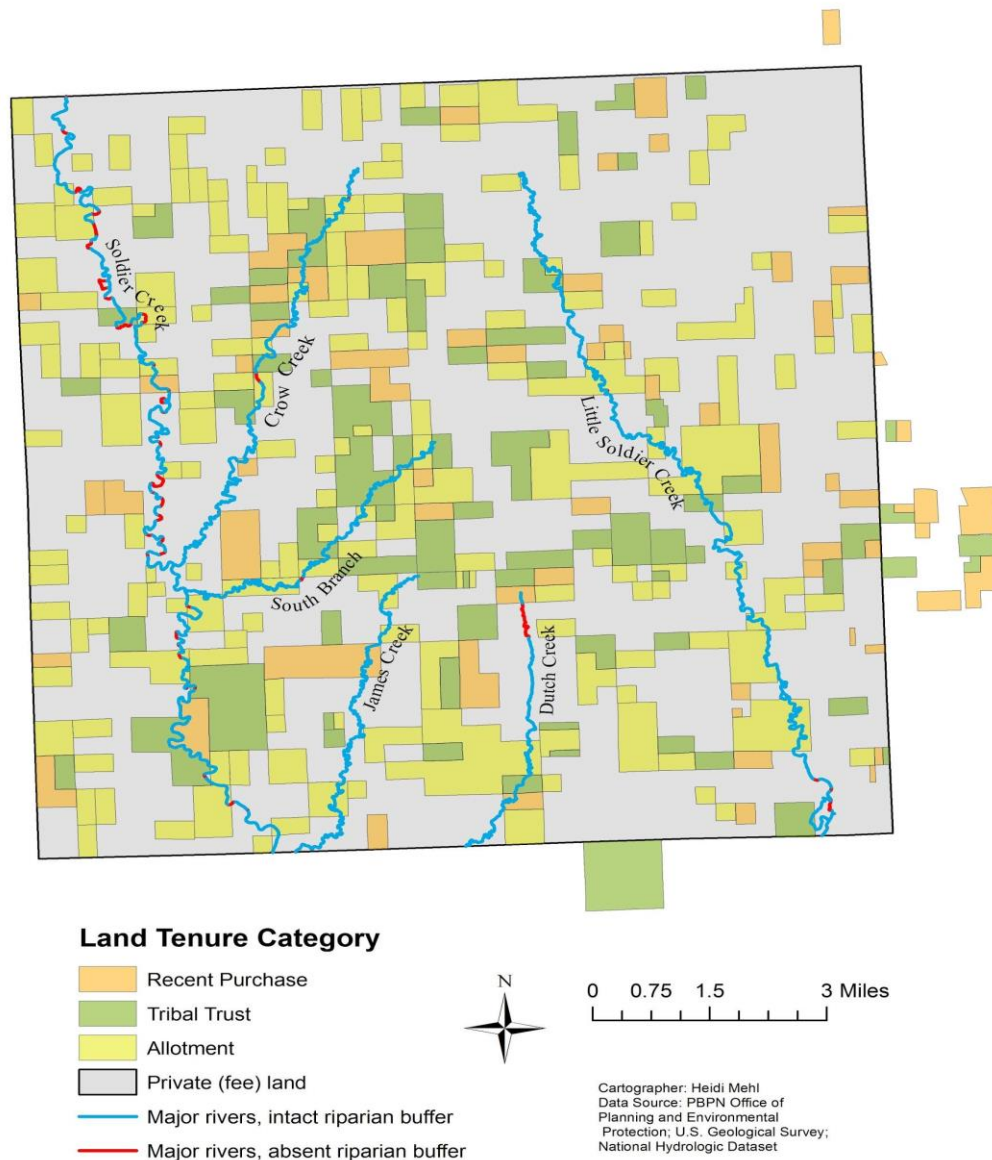 Soldier Creek
Crow Creek
Little Soldier Creek
South Branch
James Creek
Dutch Creek
Land Tenure Category
Recent Purchase
Tribal Trust
Allotment
Private (fee) land
Major rivers, intact riparian buffer
Major rivers, absent riparian buffer
N
0 0.75 1.5 3 Miles
Cartographer: Heidi Mehl
Data Source: PBPN Office of
Planning and Environmental
Protection; U.S. Geological Survey;
National Hydrologic Dataset